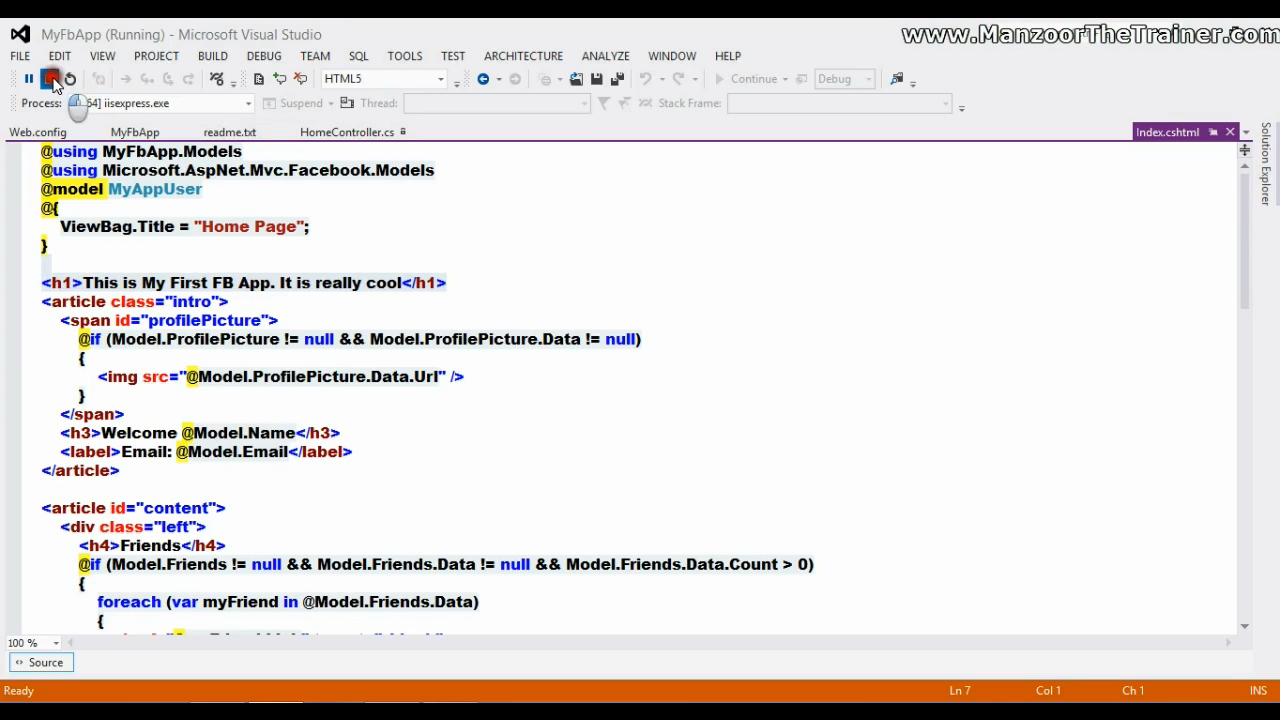 MyFbApp (Running) - Microsoft Visual Studio
www.ManzoorTheTrainer.com
FILE EDIT VIEW PROJECT BUILD DEBUG TEAM SQL TOOLS TEST ARCHITECTURE ANALYZE WINDOW HELP
HTML5 Continue Debug
Process: 64] iisexpress.exe Suspend Thread: Stack Frame:
Web.config MyFbApp readme.txt HomeController.cs Index.cshtml
Solution Explorer
@using MyFbApp.Models
@using Microsoft.AspNet.Mvc.Facebook.Models
@model MyAppUser
@{
ViewBag.Title = "Home Page";
}
<h1>This is My First FB App. It is really cool</h1>
<article class="intro">
<span id="profilePicture">
@if (Model.ProfilePicture != null && Model.ProfilePicture.Data != null)
{
<img src="@Model.ProfilePicture.Data.Url" />
}
</span>
<h3>Welcome @Model.Name</h3>
<label>Email: @Model.Email</label>
</article>
<article id="content">
<div class="left">
<h4>Friends</h4>
@if (Model.Friends != null && Model.Friends.Data != null && Model.Friends.Data.Count > 0)
{
foreach (var myFriend in @Model.Friends.Data)
{
100 %
Source
Ready Ln 7 Col 1 Ch 1 INS